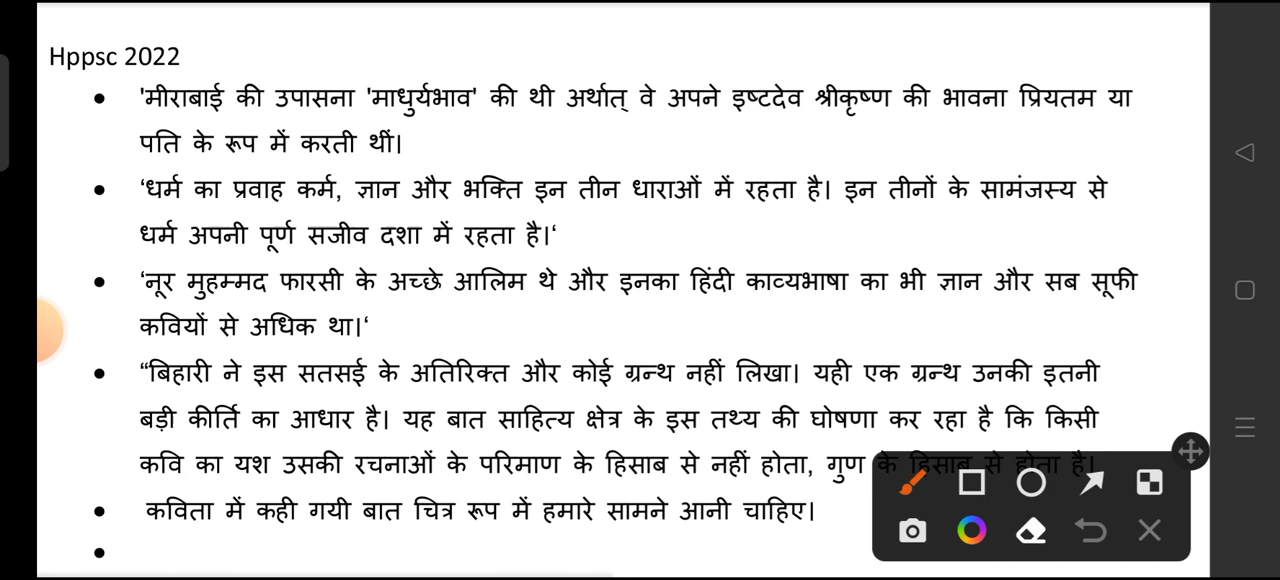 Hppsc 2022
• 'मीराबाई की उपासना 'माधुर्यभाव' की थी अर्थात् वे अपने इष्टदेव श्रीकृष्ण की भावना प्रियतम या
पति के रूप में करती थीं।
• ‘धर्म का प्रवाह कर्म, ज्ञान और भक्ति इन तीन धाराओं में रहता है। इन तीनों के सामंजस्य से
धर्म अपनी पूर्ण सजीव दशा में रहता है।‘
• ‘नूर मुहम्मद फारसी के अच्छे आलिम थे और इनका हिंदी काव्यभाषा का भी ज्ञान और सब सूफी
कवियों से अधिक था।‘
• “बिहारी ने इस सतसई के अतिरिक्त और कोई ग्रन्थ नहीं लिखा। यही एक ग्रन्थ उनकी इतनी
बड़ी कीर्ति का आधार है। यह बात साहित्य क्षेत्र के इस तथ्य की घोषणा कर रहा है कि किसी
कवि का यश उसकी रचनाओं के परिमाण के हिसाब से नहीं होता, गुण के हिसाब से होता है।
• कविता में कही गयी बात चित्र रूप में हमारे सामने आनी चाहिए।
•